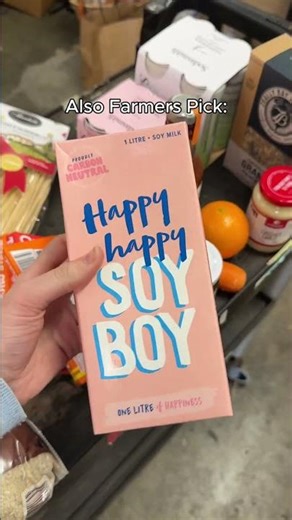 Also Farmers Pick:
1 LITRE • SOY MILK
PROUDLY
CARBON
NEUTRAL
Happy
happy
SOY
BOY
ONE LITRE of HAPPINESS